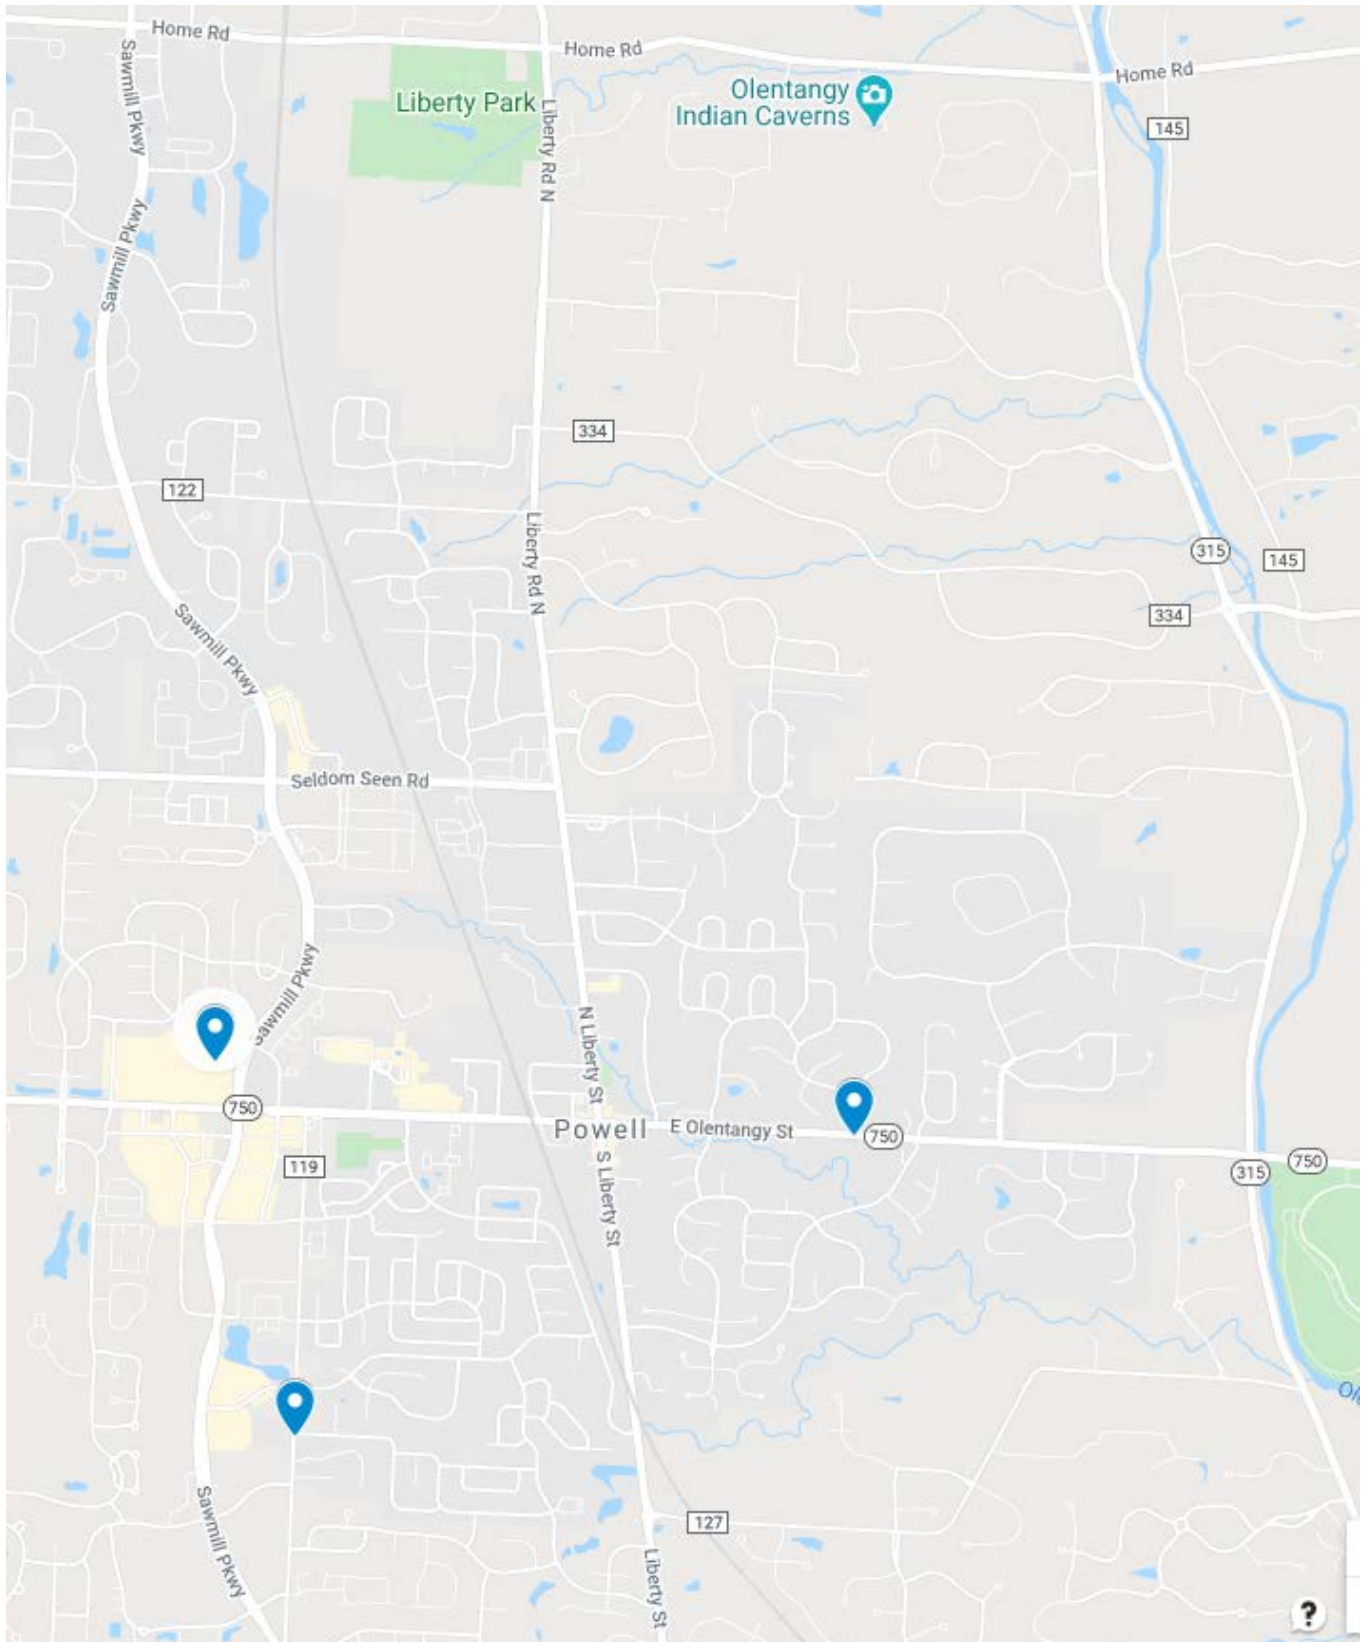 Home Rd
Sawmill Pkwy
Home Rd
Home Rd
Liberty Park
Liberty Rd N
Olentangy
Indian Caverns
145
Sawmill Pkwy
334
122
Liberty Rd N
315
145
334
Sawmill Pkwy
Seldom Seen Rd
Sawmill Pkwy
N Liberty St
750
Powell
E Olentangy St
750
119
S Liberty St
315
750
Sawmill Pkwy
127
Liberty St
?